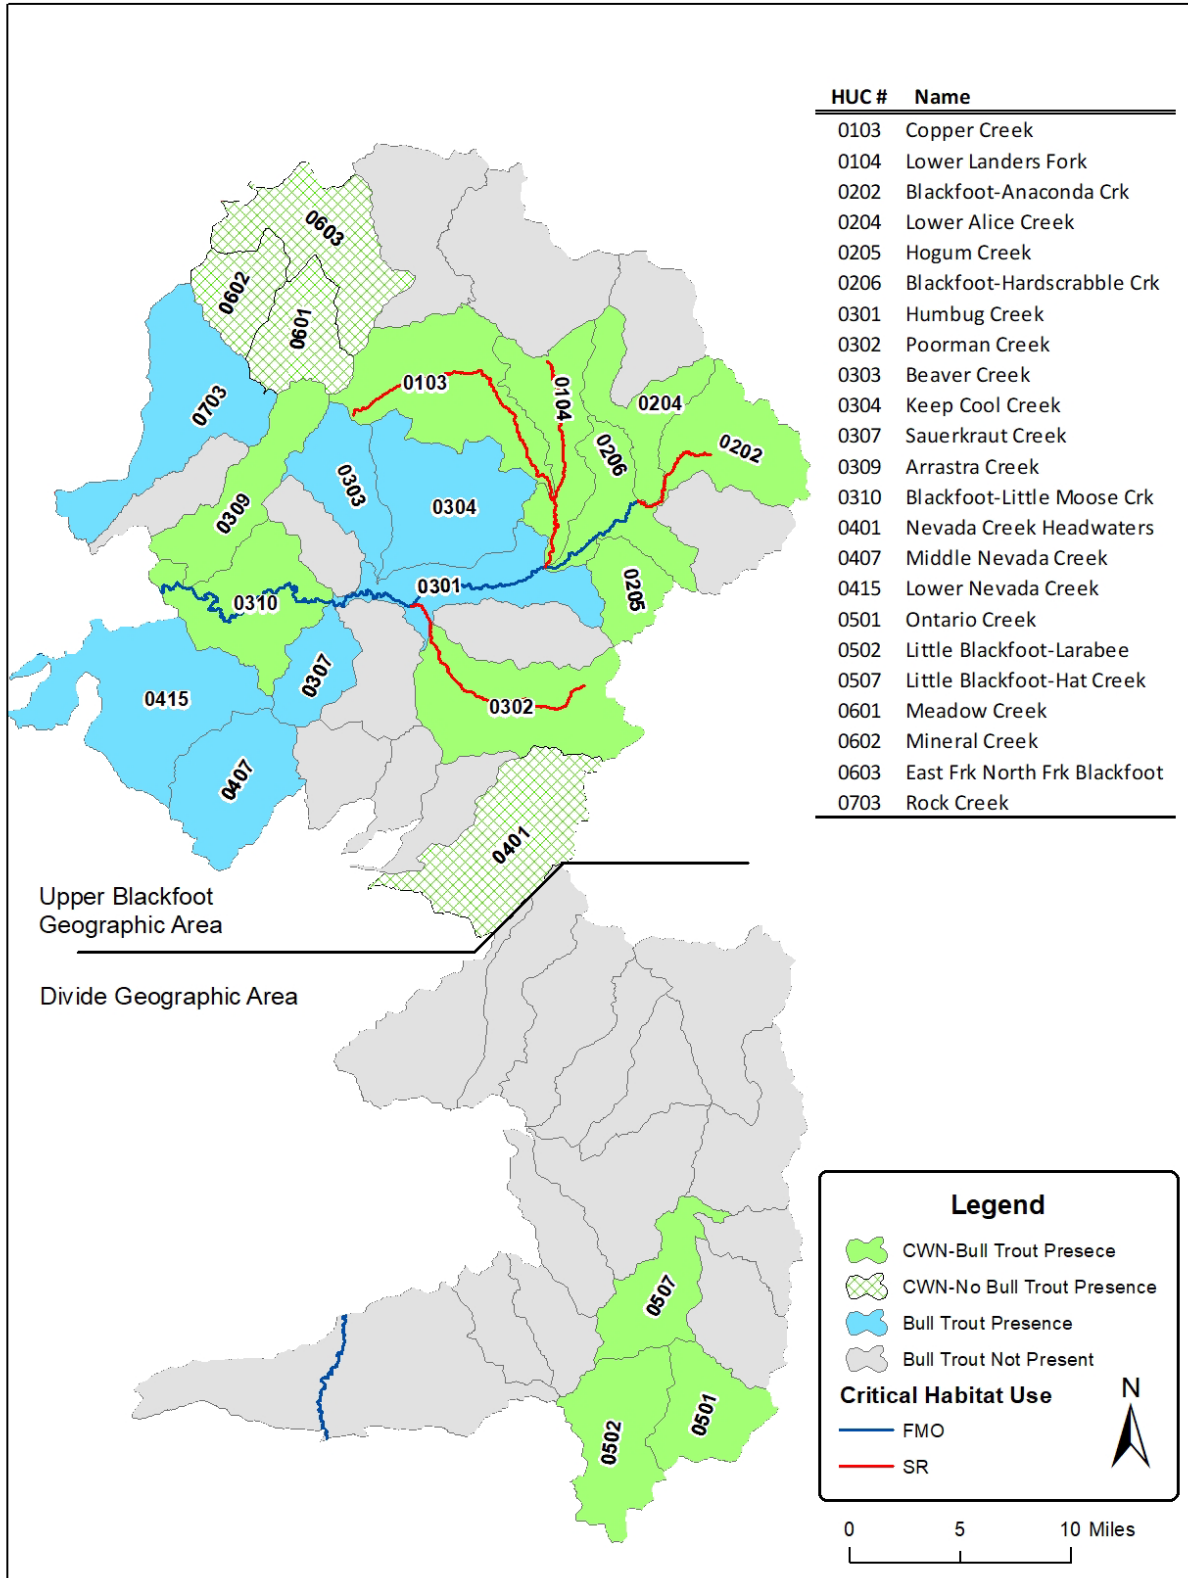 HUC # Name
0103 Copper Creek
0104 Lower Landers Fork
0202 Blackfoot-Anaconda Crk
0204 Lower Alice Creek
0205 Hogum Creek
0206 Blackfoot-Hardscrabble Crk
0301 Humbug Creek
0302 Poorman Creek
0303 Beaver Creek
0304 Keep Cool Creek
0307 Sauerkraut Creek
0309 Arrastra Creek
0310 Blackfoot-Little Moose Crk
0401 Nevada Creek Headwaters
0407 Middle Nevada Creek
0415 Lower Nevada Creek
0501 Ontario Creek
0502 Little Blackfoot-Larabee
0507 Little Blackfoot-Hat Creek
0601 Meadow Creek
0602 Mineral Creek
0603 East Frk North Frk Blackfoot
0703 Rock Creek
0603
0602
0601
0703
0103
0104
0204
0206
0202
0303
0304
0309
0301
0205
0310
0307
0302
0415
0407
0401
Upper Blackfoot
Geographic Area
Divide Geographic Area
0507
0501
0502
Legend
CWN-Bull Trout Presece
CWN-No Bull Trout Presence
Bull Trout Presence
Bull Trout Not Present
Critical Habitat Use
FMO
SR
N
0 5 10 Miles